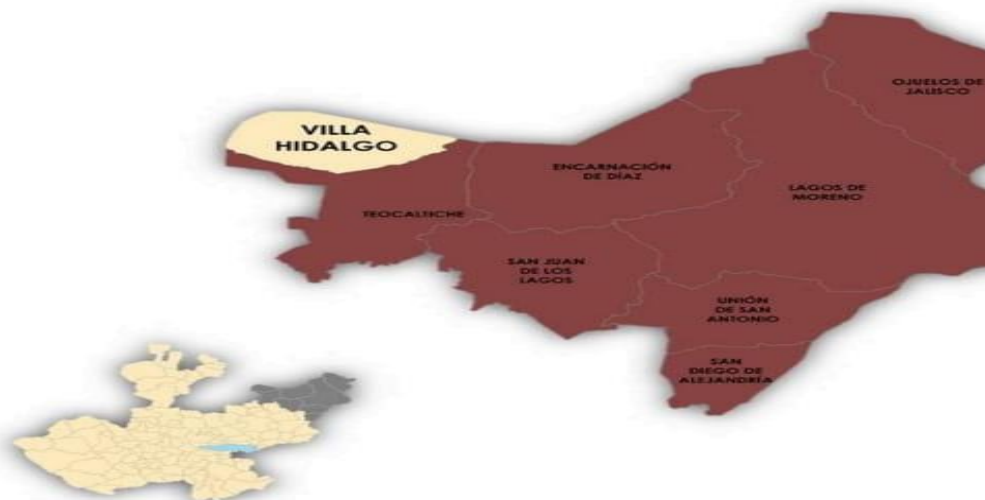 OJUELOS DE
JALISCO
VILLA
HIDALGO
ENCARNACIÓN
DE DÍAZ
LAGOS DE
MORENO
TEOCALTICHE
SAN JUAN
DE LOS
LAGOS
UNIÓN
DE SAN
ANTONIO
SAN
DIEGO DE
ALEJANDRÍA